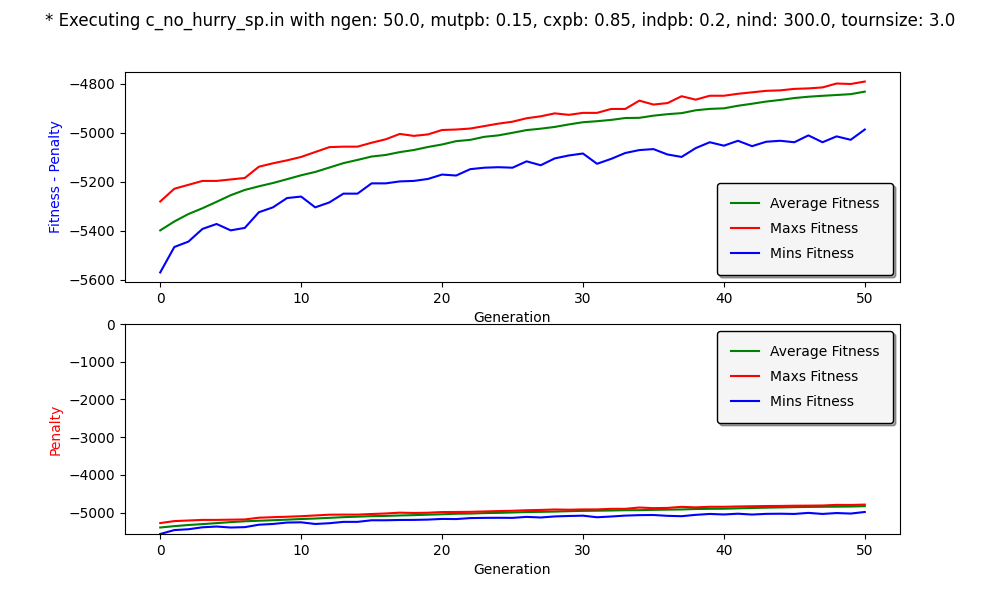 * Executing c_no_hurry_sp.in with ngen: 50.0, mutpb: 0.15, cxpb: 0.85, indpb: 0.2, nind: 300.0, tournsize: 3.0
Fitness - Penalty
−4800
−5000
−5200
−5400
−5600
Average Fitness
Maxs Fitness
Mins Fitness
0 10 20 30 40 50
Generation
Penalty
0
−1000
−2000
−3000
−4000
−5000
Average Fitness
Maxs Fitness
Mins Fitness
0 10 20 30 40 50
Generation